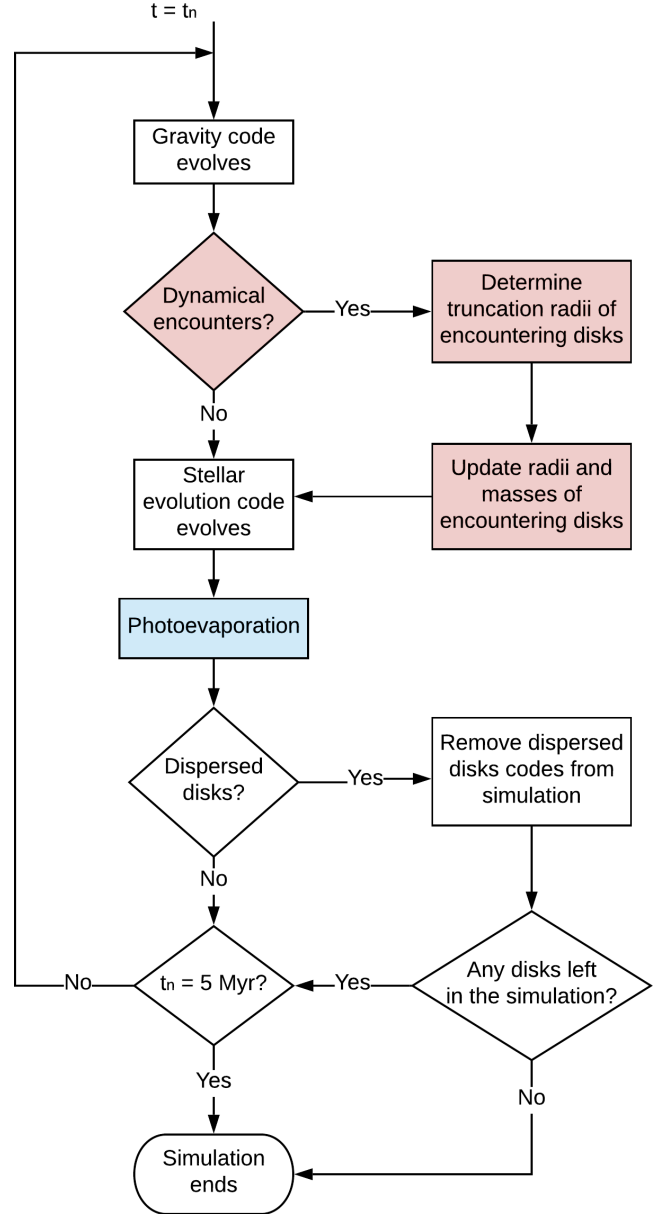 t = tn
Gravity code
evolves
Dynamical
encounters?
Yes
Determine
truncation radii of
encountering disks
No
Update radii and
masses of
encountering disks
Stellar
evolution code
evolves
Photoevaporation
Dispersed
disks?
Yes
Remove dispersed
disks codes from
simulation
No
Any disks left
in the simulation?
Yes
tn = 5 Myr?
No
Yes
No
Simulation
ends